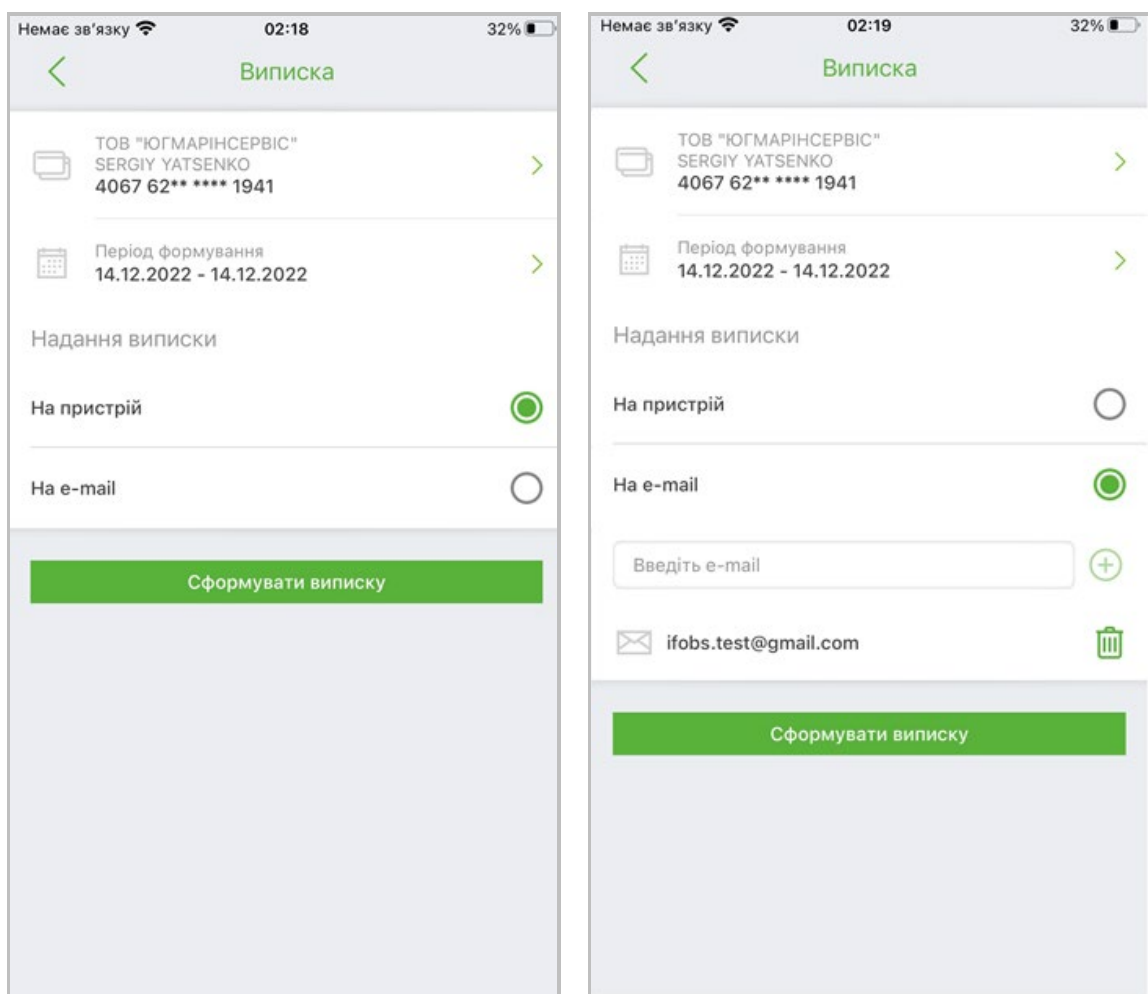 Немає зв'язку 02:18 32%
Виписка
ТОВ "ЮГМАРІНСЕРВІС"
SERGIY YATSENKO
4067 62** **** 1941
Період формування
14.12.2022 - 14.12.2022
Надання виписки
На пристрій
На e-mail
Сформувати виписку
Немає зв'язку 02:19 32%
Виписка
ТОВ "ЮГМАРІНСЕРВІС"
SERGIY YATSENKO
4067 62** **** 1941
Період формування
14.12.2022 - 14.12.2022
Надання виписки
На пристрій
На e-mail
Введіть e-mail
ifobs.test@gmail.com
Сформувати виписку